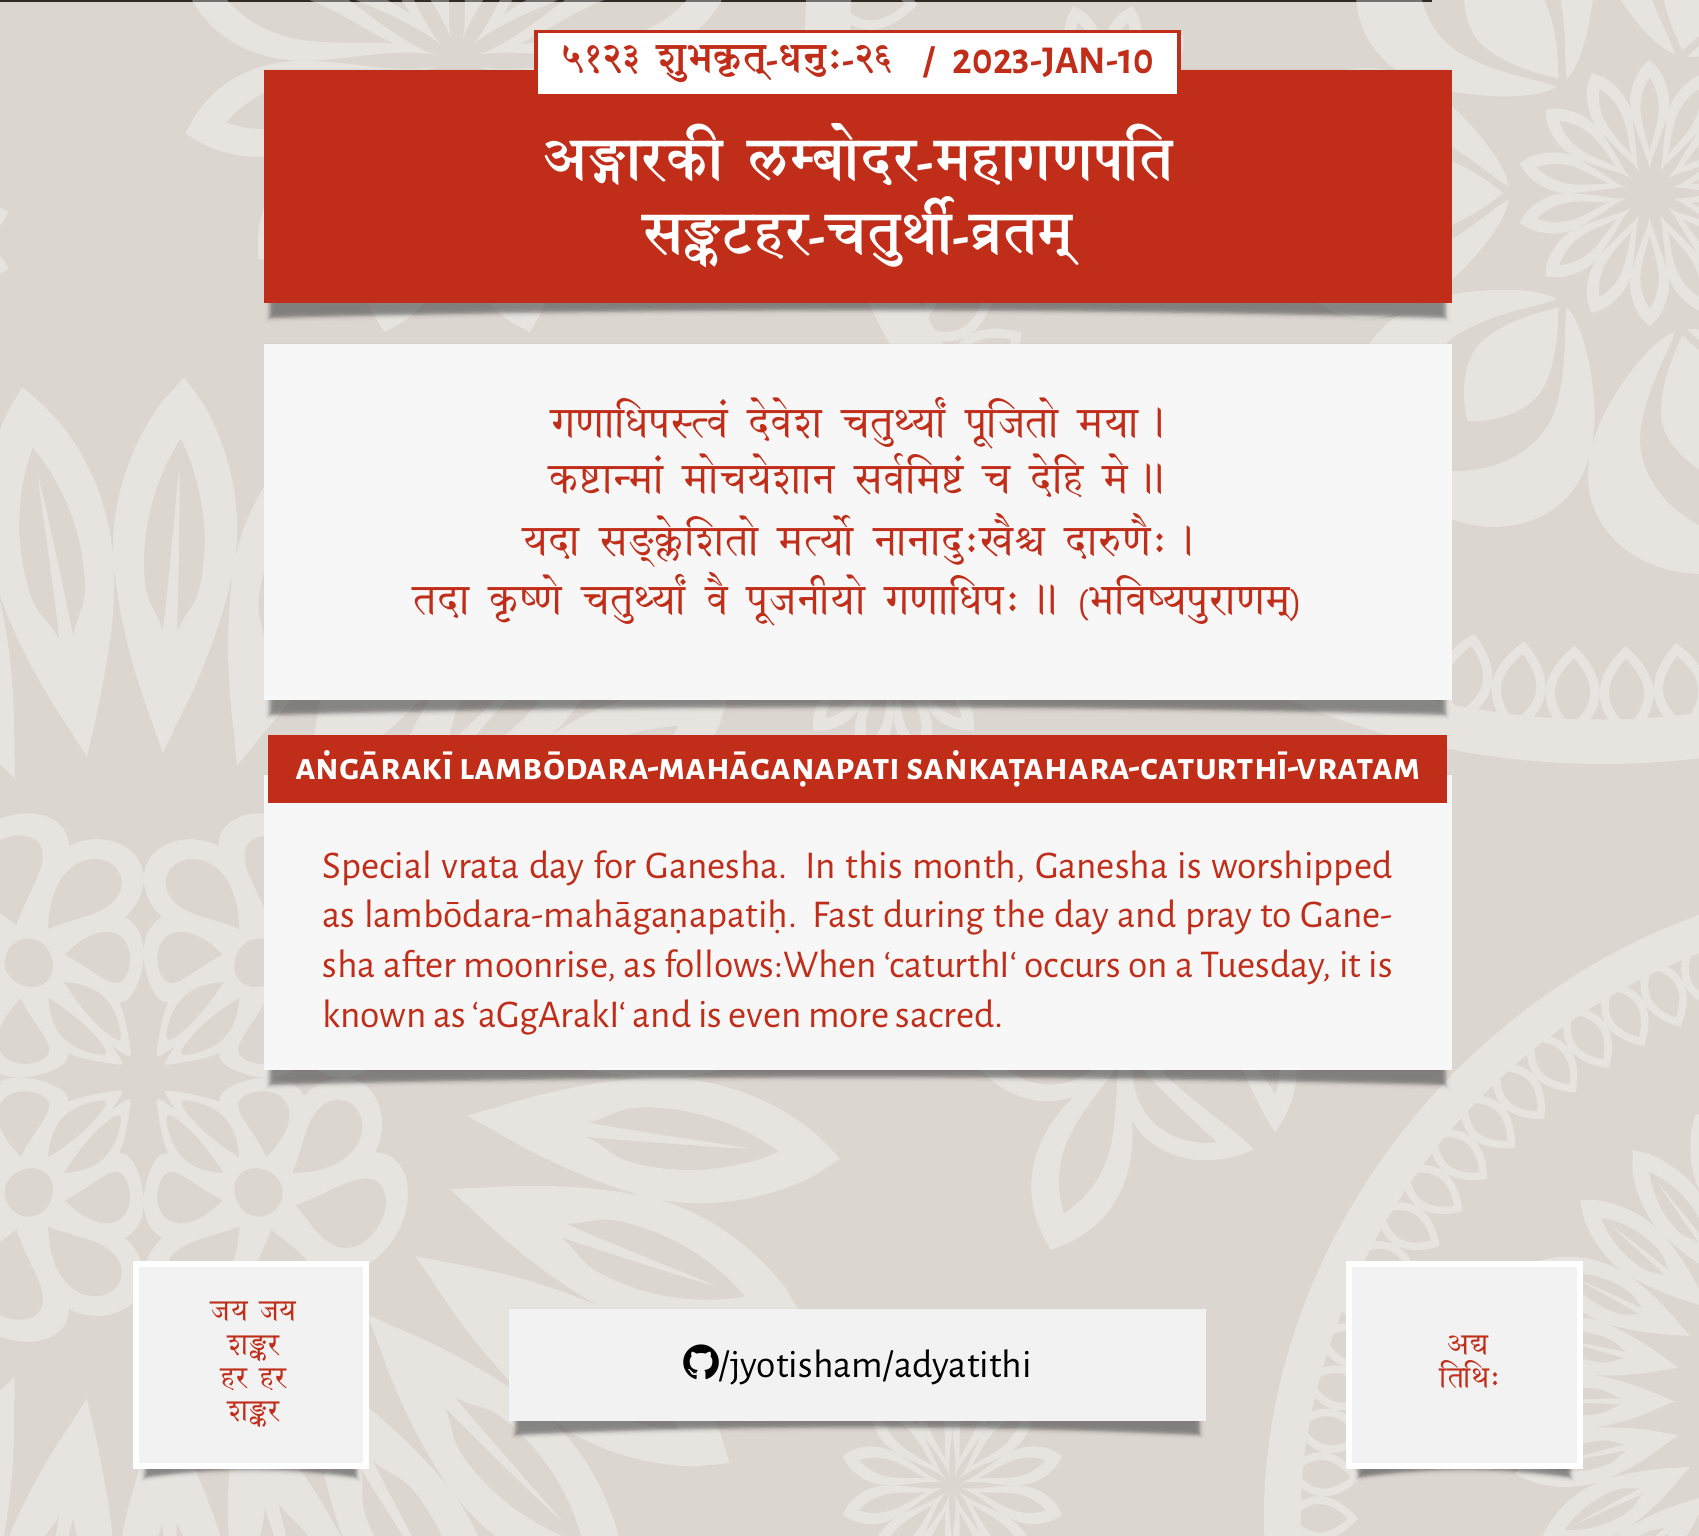 ५१२३ शुभकृत्-धनुः-२६ / 2023-JAN-10
अङ्गारकी लम्बोदर-महागणपति
सङ्कटहर-चतुर्थी-व्रतम्
गणाधिपस्त्वं देवेश चतुर्थ्यां पूजितो मया ।
कष्टान्मां मोचयेशान सर्वमिष्टं च देहि मे ॥
यदा सङ्क्लेशितो मर्त्यो नानादुःखैश्च दारुणैः ।
तदा कृष्णे चतुर्थ्यां वै पूजनीयो गणाधिपः ॥ (भविष्यपुराणम्)
AṄGĀRAKĪ LAMBŌDARA-MAHĀGAṆAPATI SAṄKAṬAHARA-CATURTHĪ-VRATAM
Special vrata day for Ganesha. In this month, Ganesha is worshipped
as lambōdara-mahāgaṇapatiḥ. Fast during the day and pray to Gane-
sha after moonrise, as follows:When ‘caturthI‘ occurs on a Tuesday, it is
known as ‘aGgArakI‘ and is even more sacred.
जय जय
शङ्कर
हर हर
शङ्कर
/jyotisham/adyatithi
अद्य
तिथिः